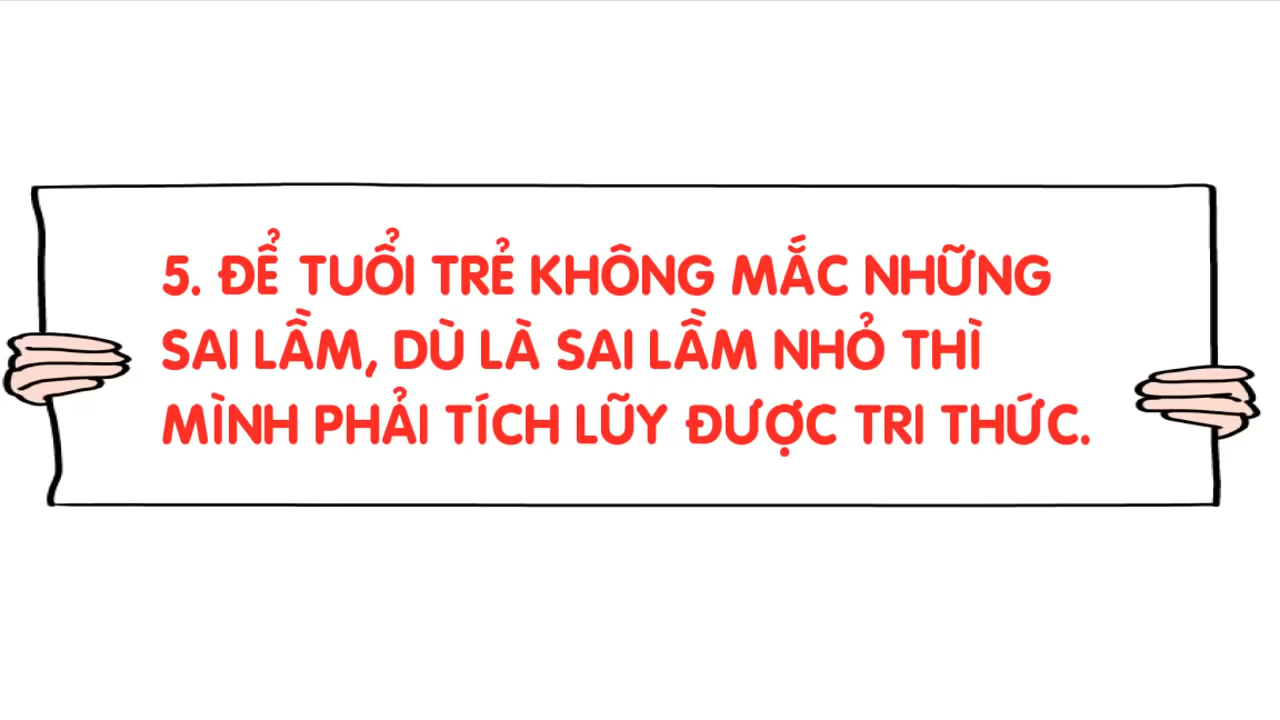 5. ĐỂ TUỔI TRẺ KHÔNG MẮC NHỮNG
SAI LẦM, DÙ LÀ SAI LẦM NHỎ THÌ
MÌNH PHẢI TÍCH LŨY ĐƯỢC TRI THỨC.